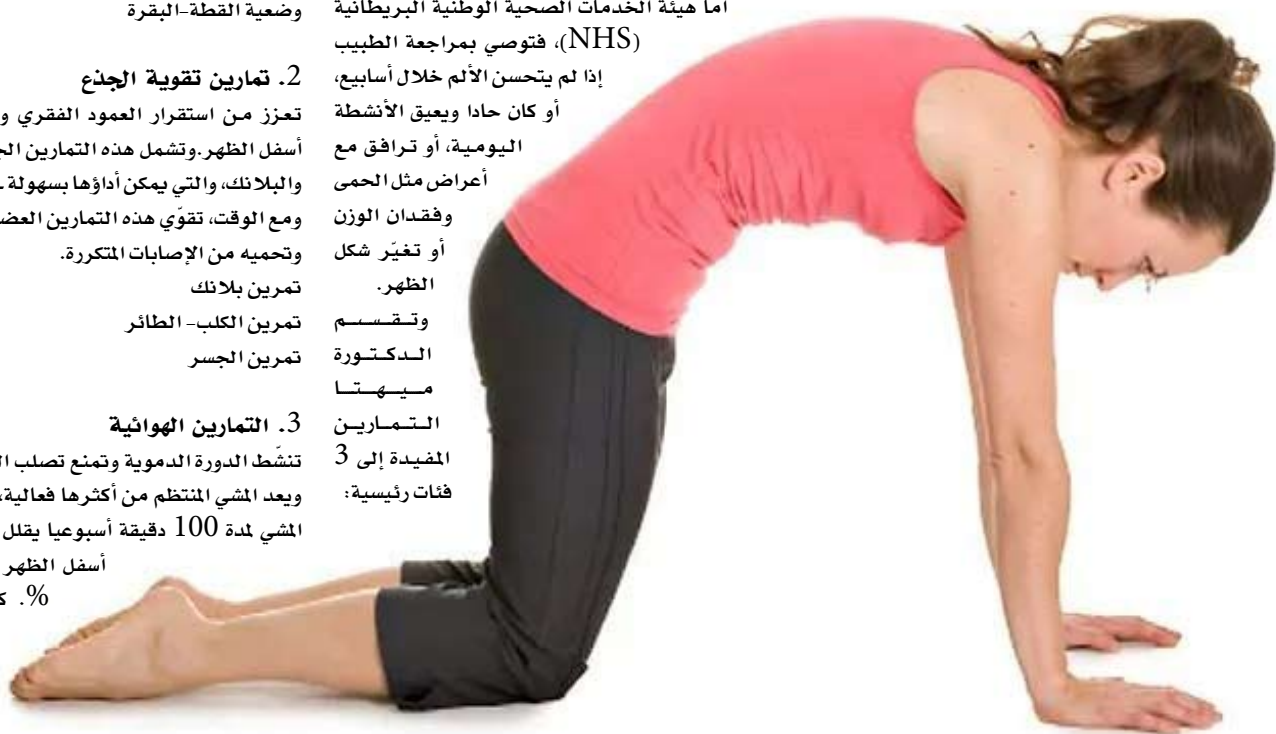 أما هيئة الخدمات الصحية الوطنية البريطانية
(NHS)، فتوصي بمراجعة الطبيب
إذا لم يتحسن الألم خلال أسابيع،
أو كان حادا ويعيق الأنشطة
اليومية، أو ترافق مع
أعراض مثل الحمى
وفقدان الوزن
أو تغيّر شكل
الظهر.
وتقسم
الدكتورة
ميهتا
التمارين
المفيدة إلى 3
فئات رئيسية:
وضعية القطة-البقرة
2. تمارين تقوية الجذع
تعزز من استقرار العمود الفقري و
أسفل الظهر.وتشمل هذه التمارين
والبلانك، والتي يمكن أداؤها بسهولة
ومع الوقت، تقوّي هذه التمارين
وتحميه من الإصابات المتكررة.
تمرين بلانك
تمرين الكلب- الطائر
تمرين الجسر
3. التمارين الهوائية
تنشّط الدورة الدموية وتمنع تصلب
ويعد المشي المنتظم من أكثرها فعالية،
المشي لمدة 100 دقيقة أسبوعيا يقلل
أسفل الظهر
%.